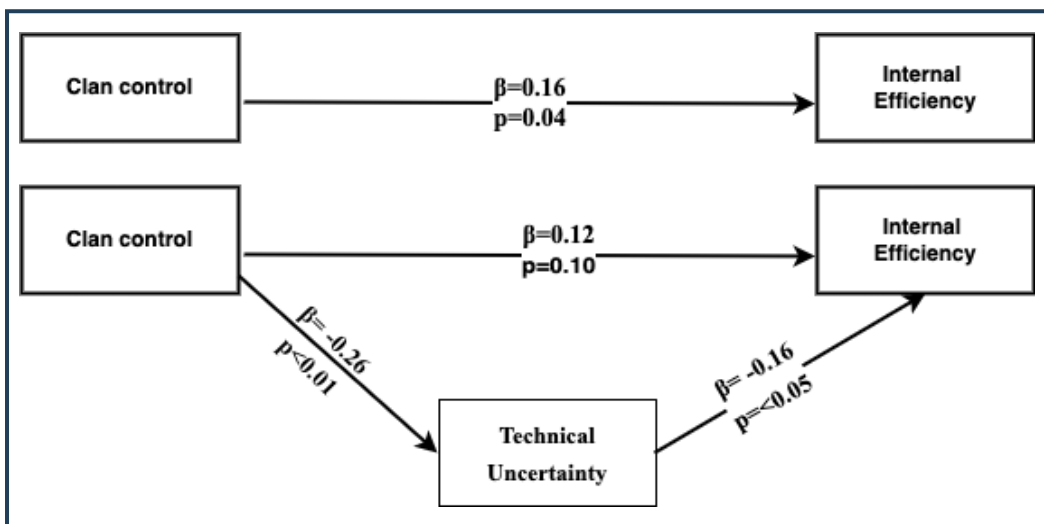 Clan control
β=0.16
p=0.04
Internal
Efficiency
Clan control
β=0.12
p=0.10
Internal
Efficiency
β= -0.26
p<0.01
β= -0.16
p=<0.05
Technical
Uncertainty